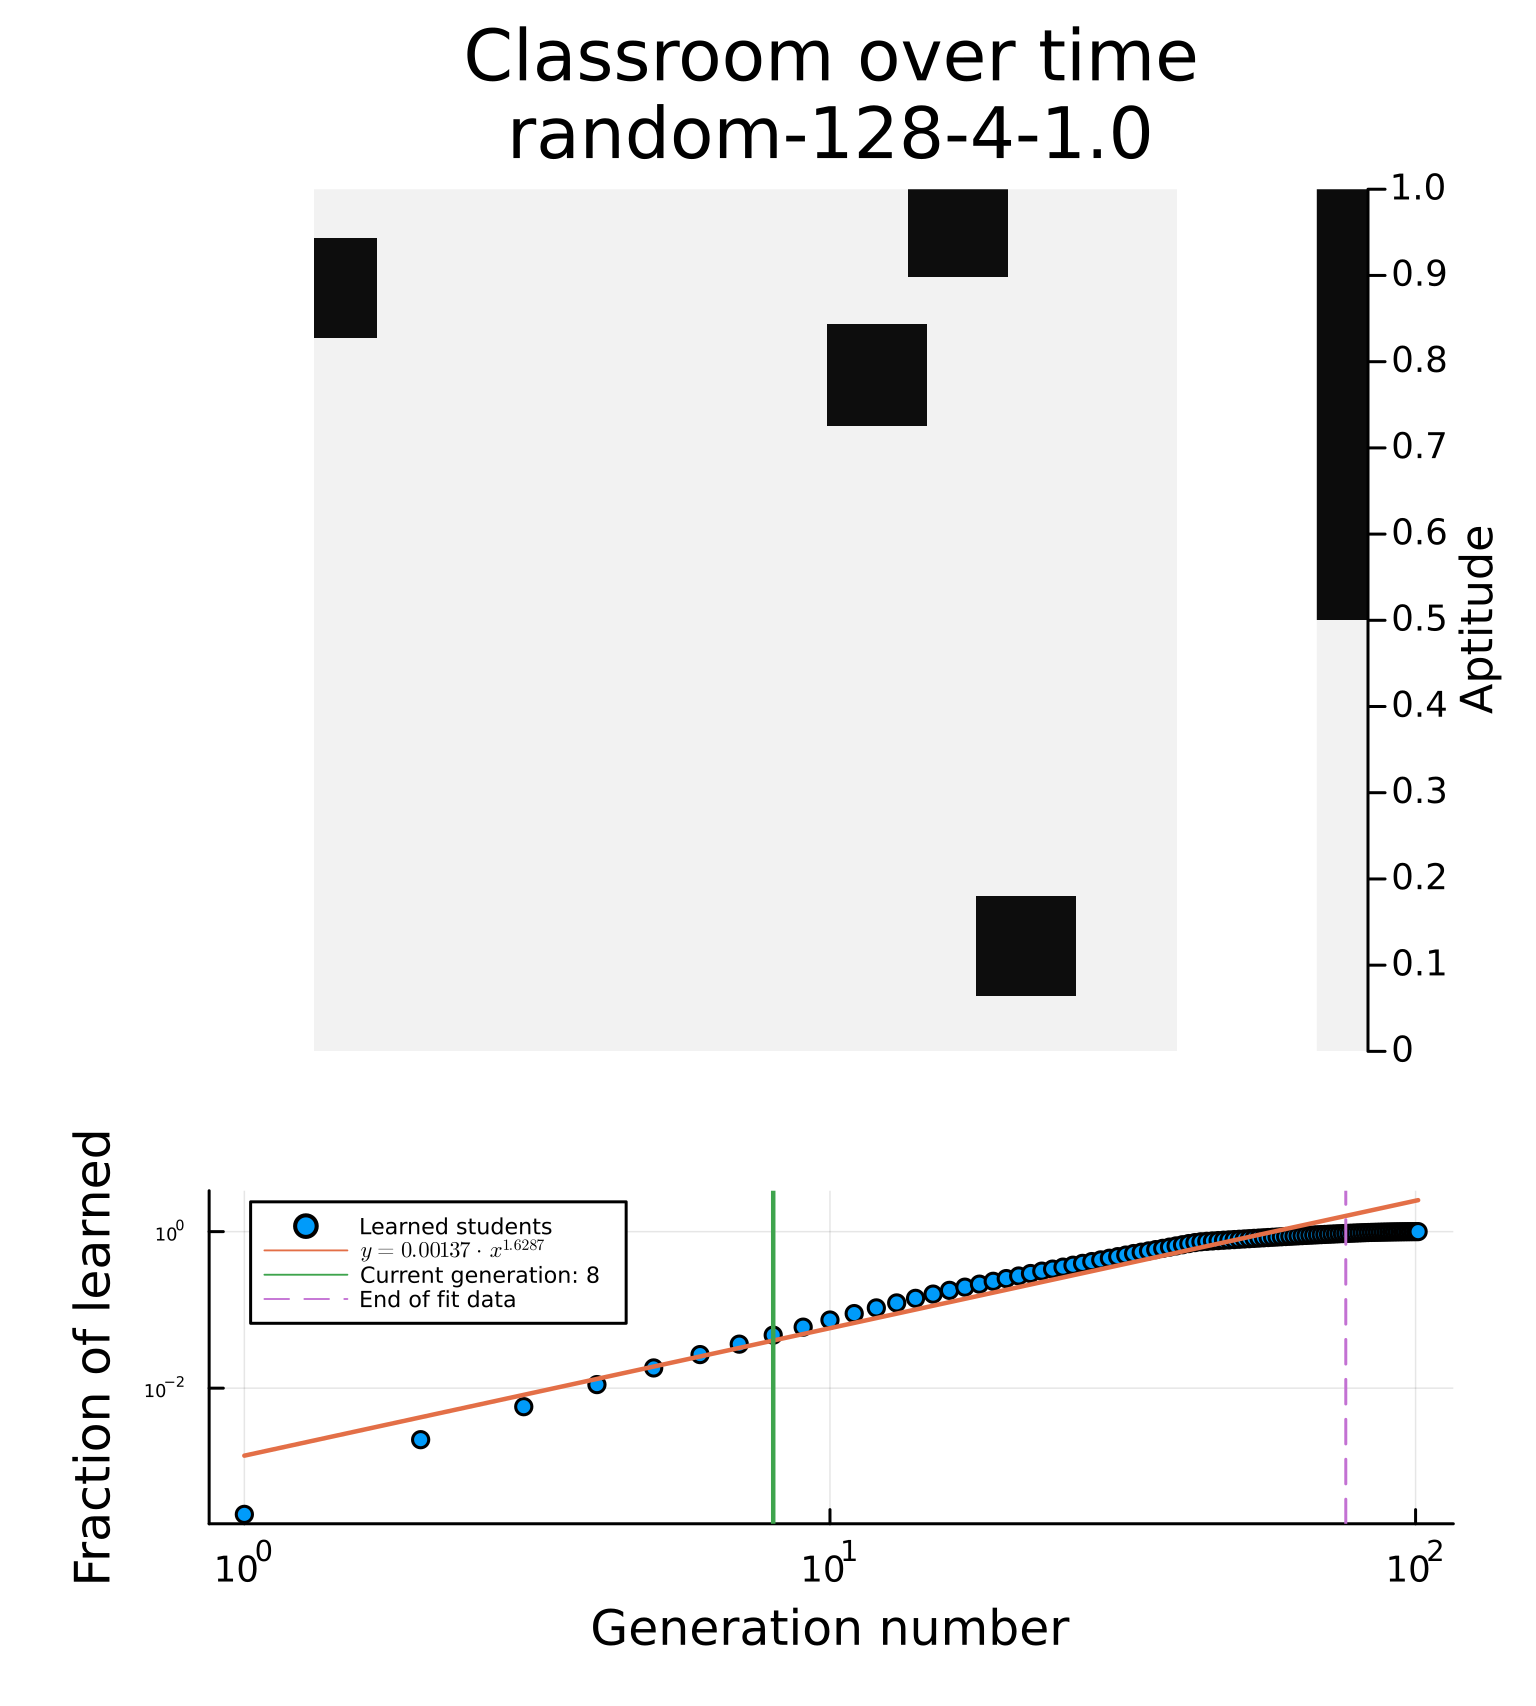 Classroom over time
random-128-4-1.0
1.0
0.9
0.8
0.7
0.6
0.5
0.4
0.3
0.2
0.1
0
Aptitude
Fraction of learned
10^0
10^-2
Learned students
y = 0.00137 · x^1.6287
Current generation: 8
End of fit data
10^0
10^1
10^2
Generation number